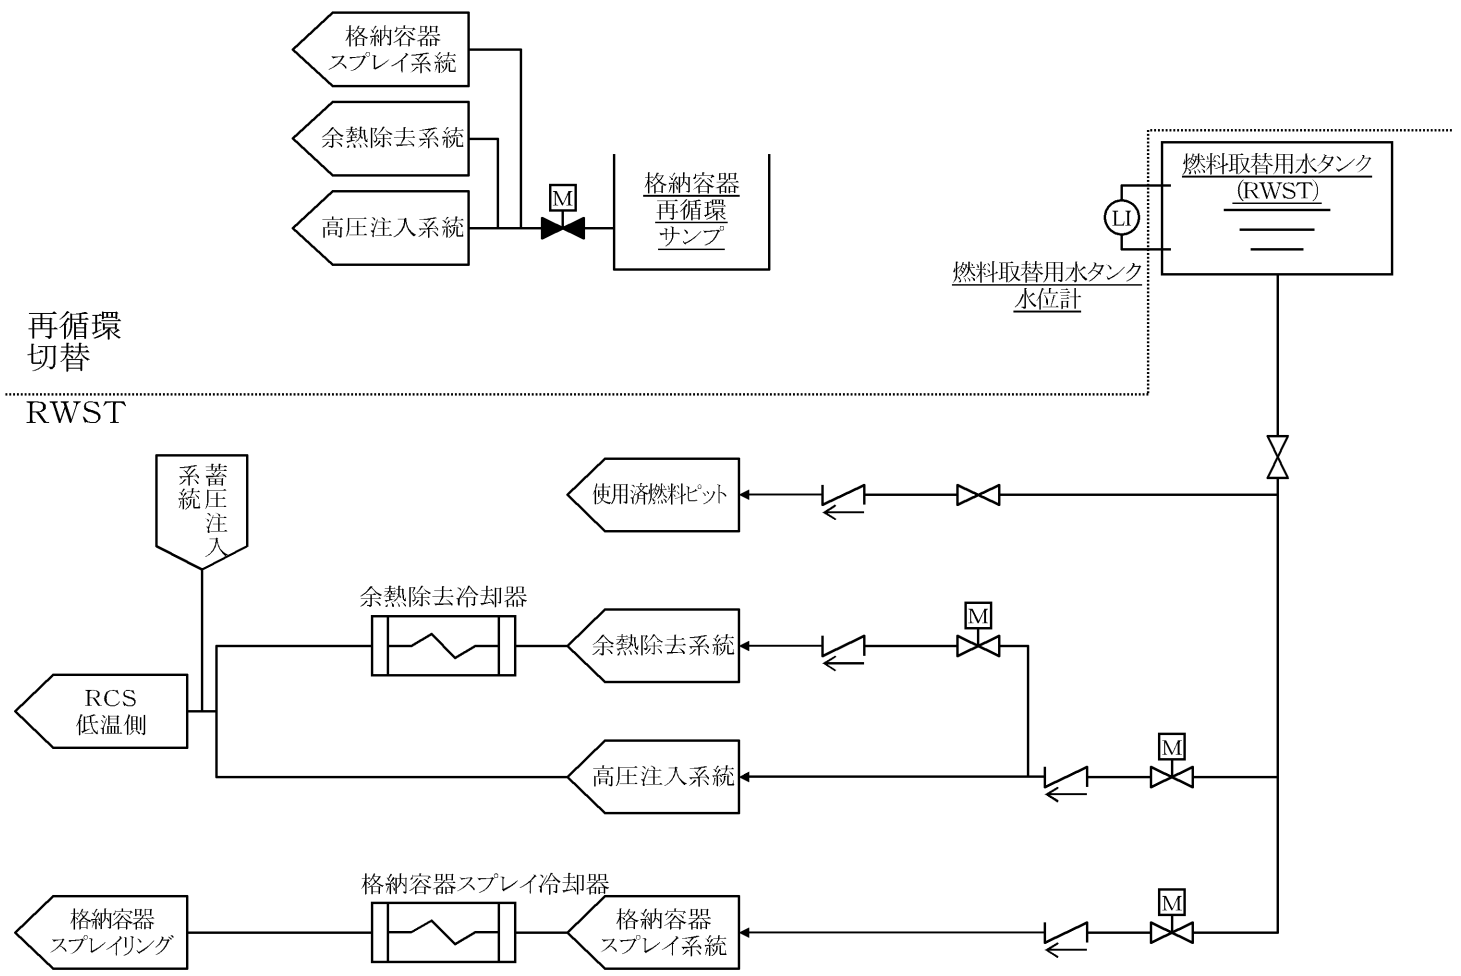 格納容器
スプレイ系統
余熱除去系統
高圧注入系統
M
格納容器
再循環
サンプ
燃料取替用水タンク
(RWST)
LI
燃料取替用水タンク
水位計
再循環
切替
RWST
蓄圧注入
系統
使用済燃料ピット
余熱除去冷却器
余熱除去系統
M
RCS
低温側
高圧注入系統
M
格納容器スプレイ冷却器
格納容器
スプレイリング
格納容器
スプレイ系統
M